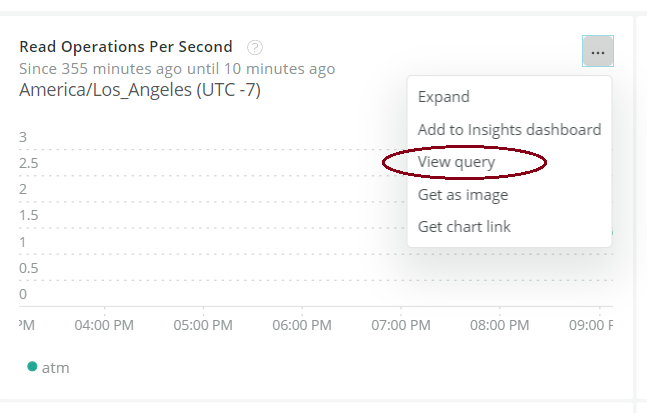 Read Operations Per Second ?
Since 355 minutes ago until 10 minutes ago
America/Los_Angeles (UTC -7)
...
Expand
Add to Insights dashboard
View query
Get as image
Get chart link
3
2.5
2
1.5
1
0.5
0
PM 04:00 PM 05:00 PM 06:00 PM 07:00 PM 08:00 PM 09:00 P
atm